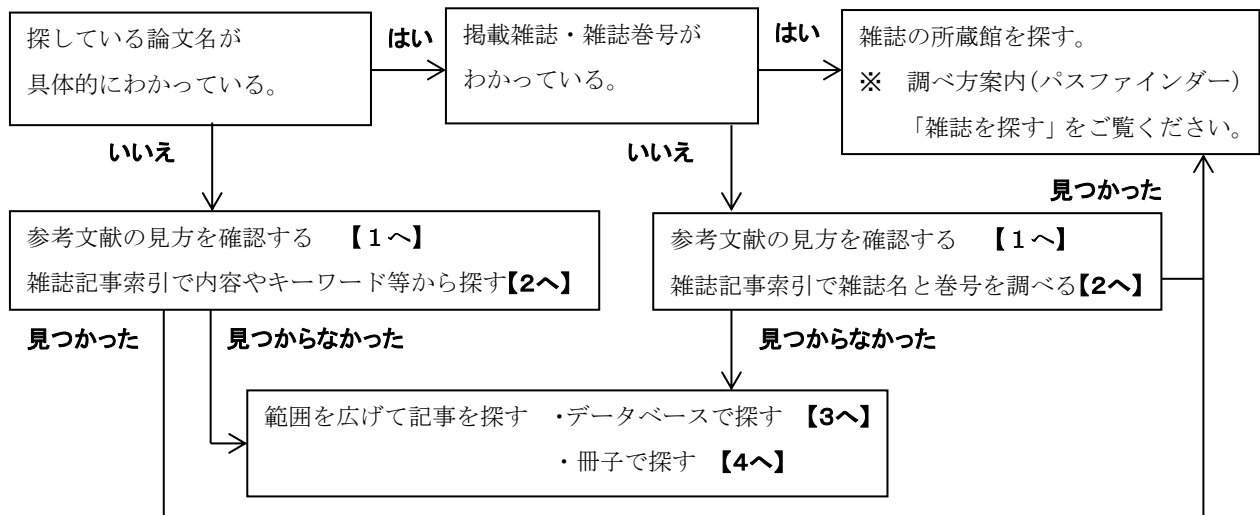 探している論文名が
具体的にわかっている。
はい
掲載雑誌・雑誌巻号が
わかっている。
はい
雑誌の所蔵館を探す。
※　調べ方案内(パスファインダー)
「雑誌を探す」をご覧ください。
いいえ
いいえ
見つかった
参考文献の見方を確認する　【１へ】
雑誌記事索引で内容やキーワード等から探す【2へ】
参考文献の見方を確認する　【１へ】
雑誌記事索引で雑誌名と巻号を調べる【2へ】
見つかった
見つからなかった
見つからなかった
範囲を広げて記事を探す　・データベースで探す　【3へ】
・冊子で探す　【4へ】